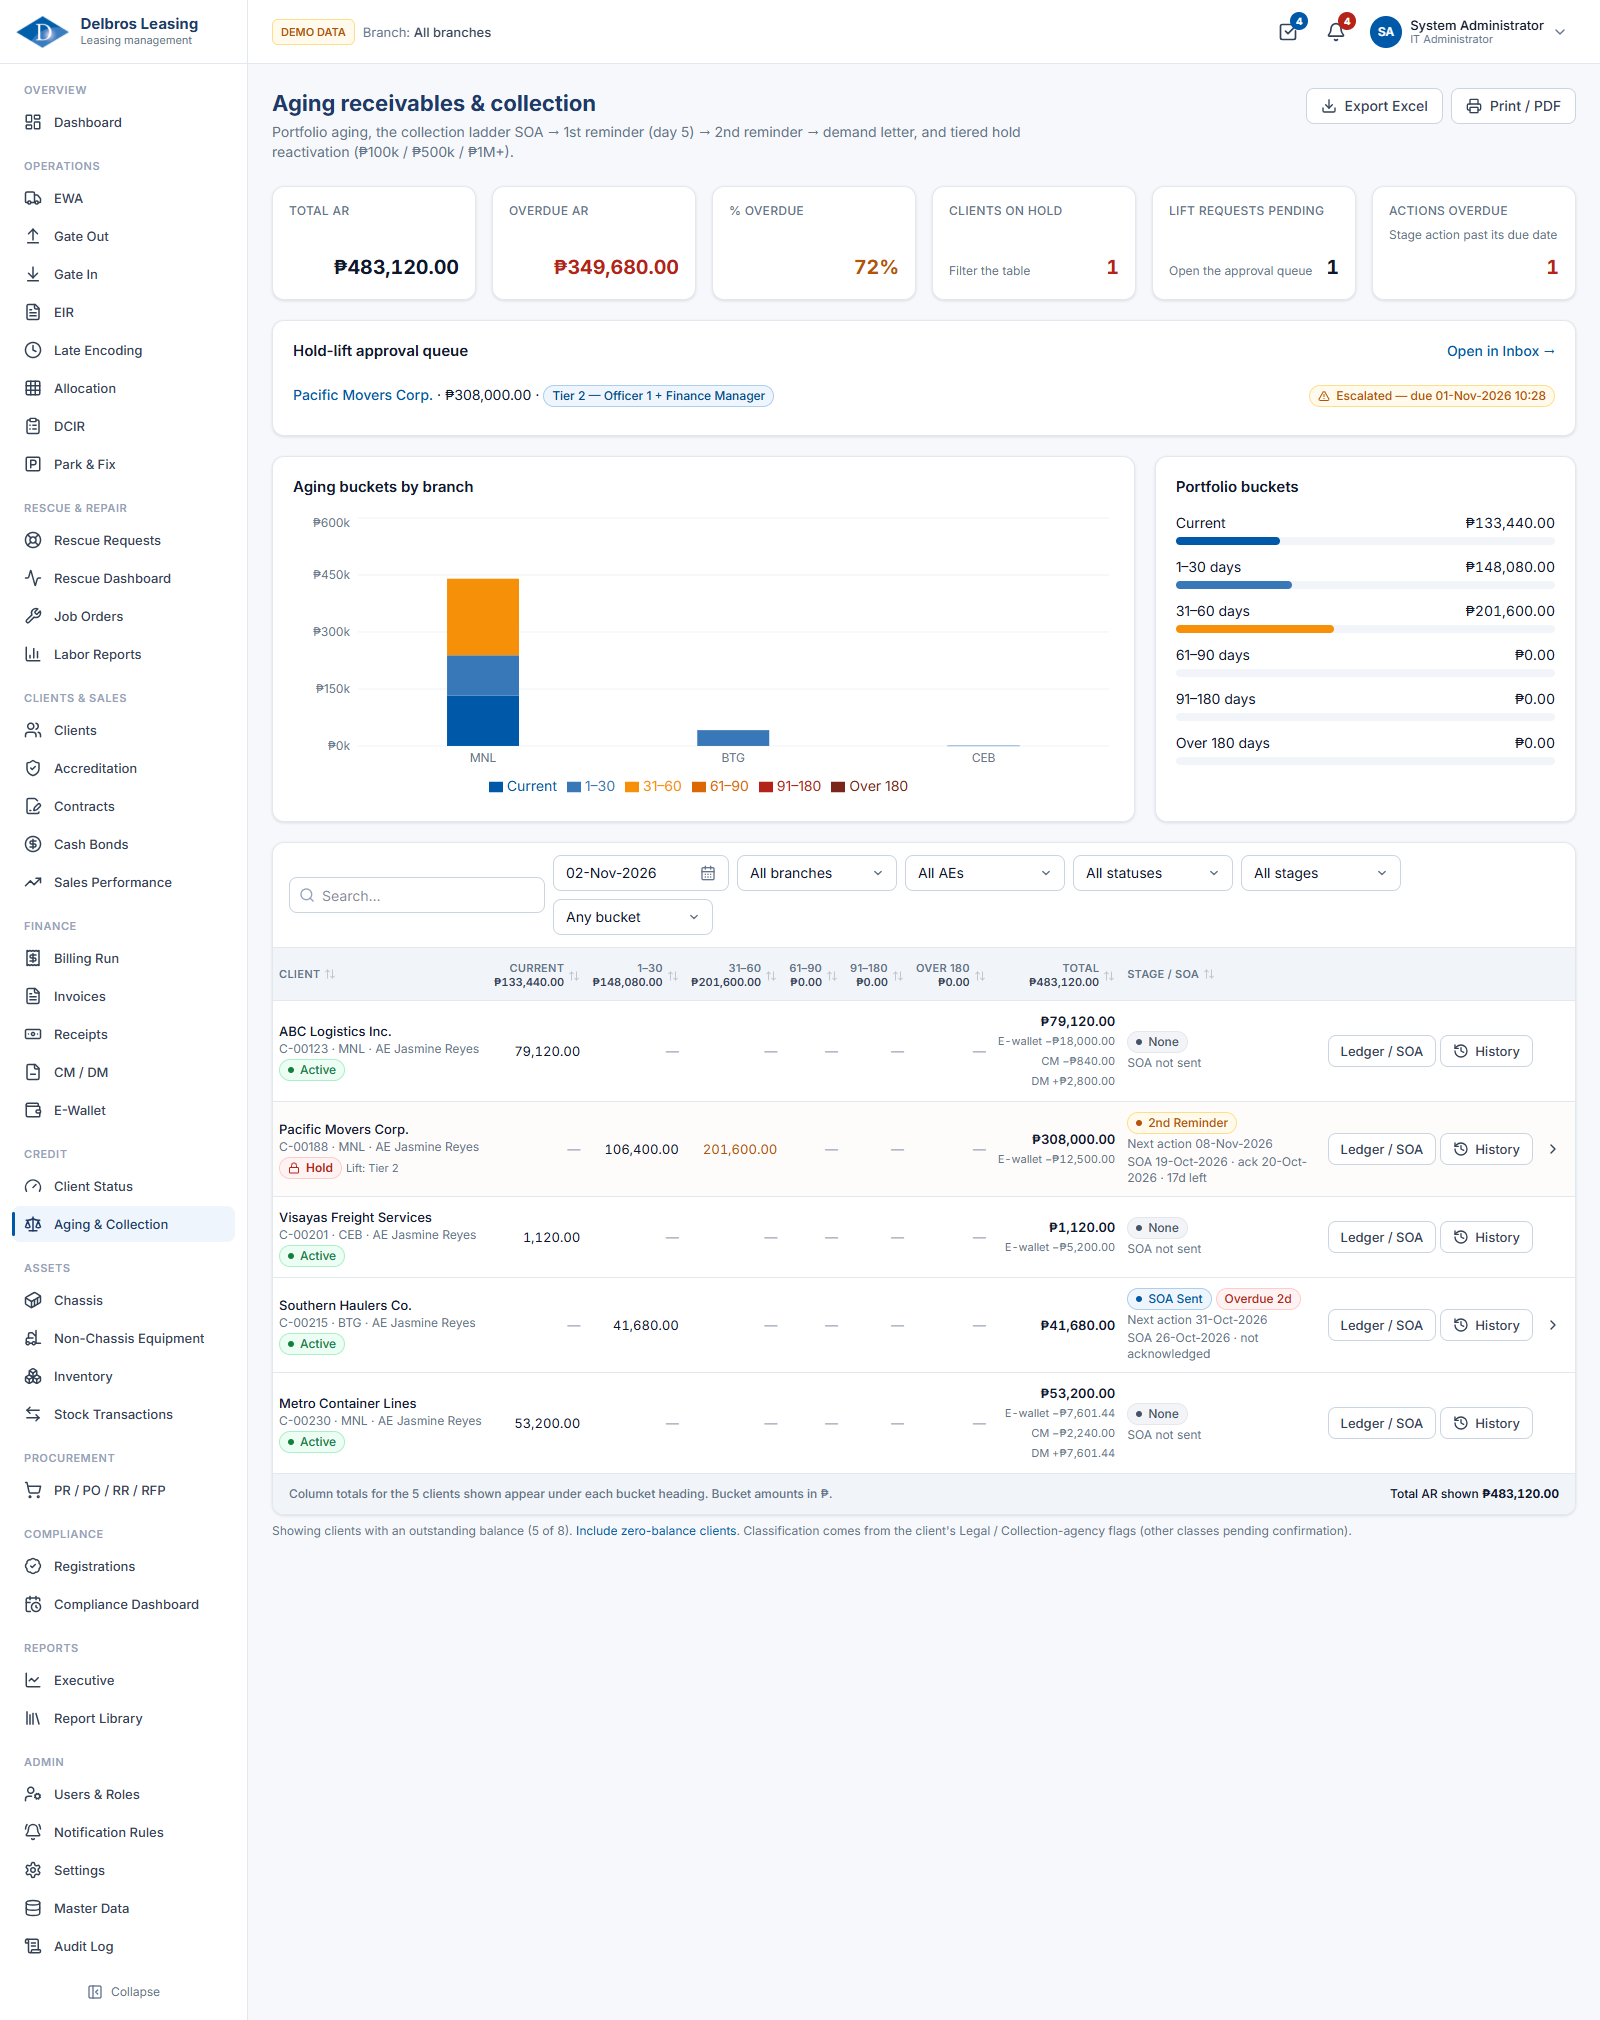 Delbros Leasing
Leasing management
OVERVIEW
Dashboard
OPERATIONS
EWA
Gate Out
Gate In
EIR
Late Encoding
Allocation
DCIR
Park & Fix
RESCUE & REPAIR
Rescue Requests
Rescue Dashboard
Job Orders
Labor Reports
CLIENTS & SALES
Clients
Accreditation
Contracts
Cash Bonds
Sales Performance
FINANCE
Billing Run
Invoices
Receipts
CM / DM
E-Wallet
CREDIT
Client Status
Aging & Collection
ASSETS
Chassis
Non-Chassis Equipment
Inventory
Stock Transactions
PROCUREMENT
PR / PO / RR / RFP
COMPLIANCE
Registrations
Compliance Dashboard
REPORTS
Executive
Report Library
ADMIN
Users & Roles
Notification Rules
Settings
Master Data
Audit Log
Collapse
DEMO DATA Branch: All branches
4 4 SA System Administrator
IT Administrator
Aging receivables & collection
Portfolio aging, the collection ladder SOA → 1st reminder (day 5) → 2nd reminder → demand letter, and tiered hold
reactivation (₱100k / ₱500k / ₱1M+).
Export Excel Print / PDF
TOTAL AR
₱483,120.00
OVERDUE AR
₱349,680.00
% OVERDUE
72%
CLIENTS ON HOLD
Filter the table 1
LIFT REQUESTS PENDING
Open the approval queue 1
ACTIONS OVERDUE
Stage action past its due date
1
Hold-lift approval queue Open in Inbox →
Pacific Movers Corp. · ₱308,000.00 · Tier 2 — Officer 1 + Finance Manager Escalated — due 01-Nov-2026 10:28
Aging buckets by branch
₱600k
₱450k
₱300k
₱150k
₱0k
MNL BTG CEB
Current 1–30 31–60 61–90 91–180 Over 180
Portfolio buckets
Current ₱133,440.00
1–30 days ₱148,080.00
31–60 days ₱201,600.00
61–90 days ₱0.00
91–180 days ₱0.00
Over 180 days ₱0.00
Search... 02-Nov-2026 All branches All AEs All statuses All stages
Any bucket
CLIENT CURRENT 1–30 31–60 61–90 91–180 OVER 180 TOTAL STAGE / SOA
₱133,440.00 ₱148,080.00 ₱201,600.00 ₱0.00 ₱0.00 ₱0.00 ₱483,120.00
ABC Logistics Inc.
C-00123 · MNL · AE Jasmine Reyes
Active
79,120.00 — — — — —
₱79,120.00
E-wallet −₱18,000.00
CM −₱840.00
DM +₱2,800.00
None
SOA not sent
Ledger / SOA History
Pacific Movers Corp.
C-00188 · MNL · AE Jasmine Reyes
Hold Lift: Tier 2
— 106,400.00 201,600.00 — — —
₱308,000.00
E-wallet −₱12,500.00
2nd Reminder
Next action 08-Nov-2026
SOA 19-Oct-2026 · ack 20-Oct-
2026 · 17d left
Ledger / SOA History
Visayas Freight Services
C-00201 · CEB · AE Jasmine Reyes
Active
1,120.00 — — — — —
₱1,120.00
E-wallet −₱5,200.00
None
SOA not sent
Ledger / SOA History
Southern Haulers Co.
C-00215 · BTG · AE Jasmine Reyes
Active
— 41,680.00 — — — —
₱41,680.00
SOA Sent Overdue 2d
Next action 31-Oct-2026
SOA 26-Oct-2026 · not
acknowledged
Ledger / SOA History
Metro Container Lines
C-00230 · MNL · AE Jasmine Reyes
Active
53,200.00 — — — — —
₱53,200.00
E-wallet −₱7,601.44
CM −₱2,240.00
DM +₱7,601.44
None
SOA not sent
Ledger / SOA History
Column totals for the 5 clients shown appear under each bucket heading. Bucket amounts in ₱. Total AR shown ₱483,120.00
Showing clients with an outstanding balance (5 of 8). Include zero-balance clients. Classification comes from the client's Legal / Collection-agency flags (other classes pending confirmation).